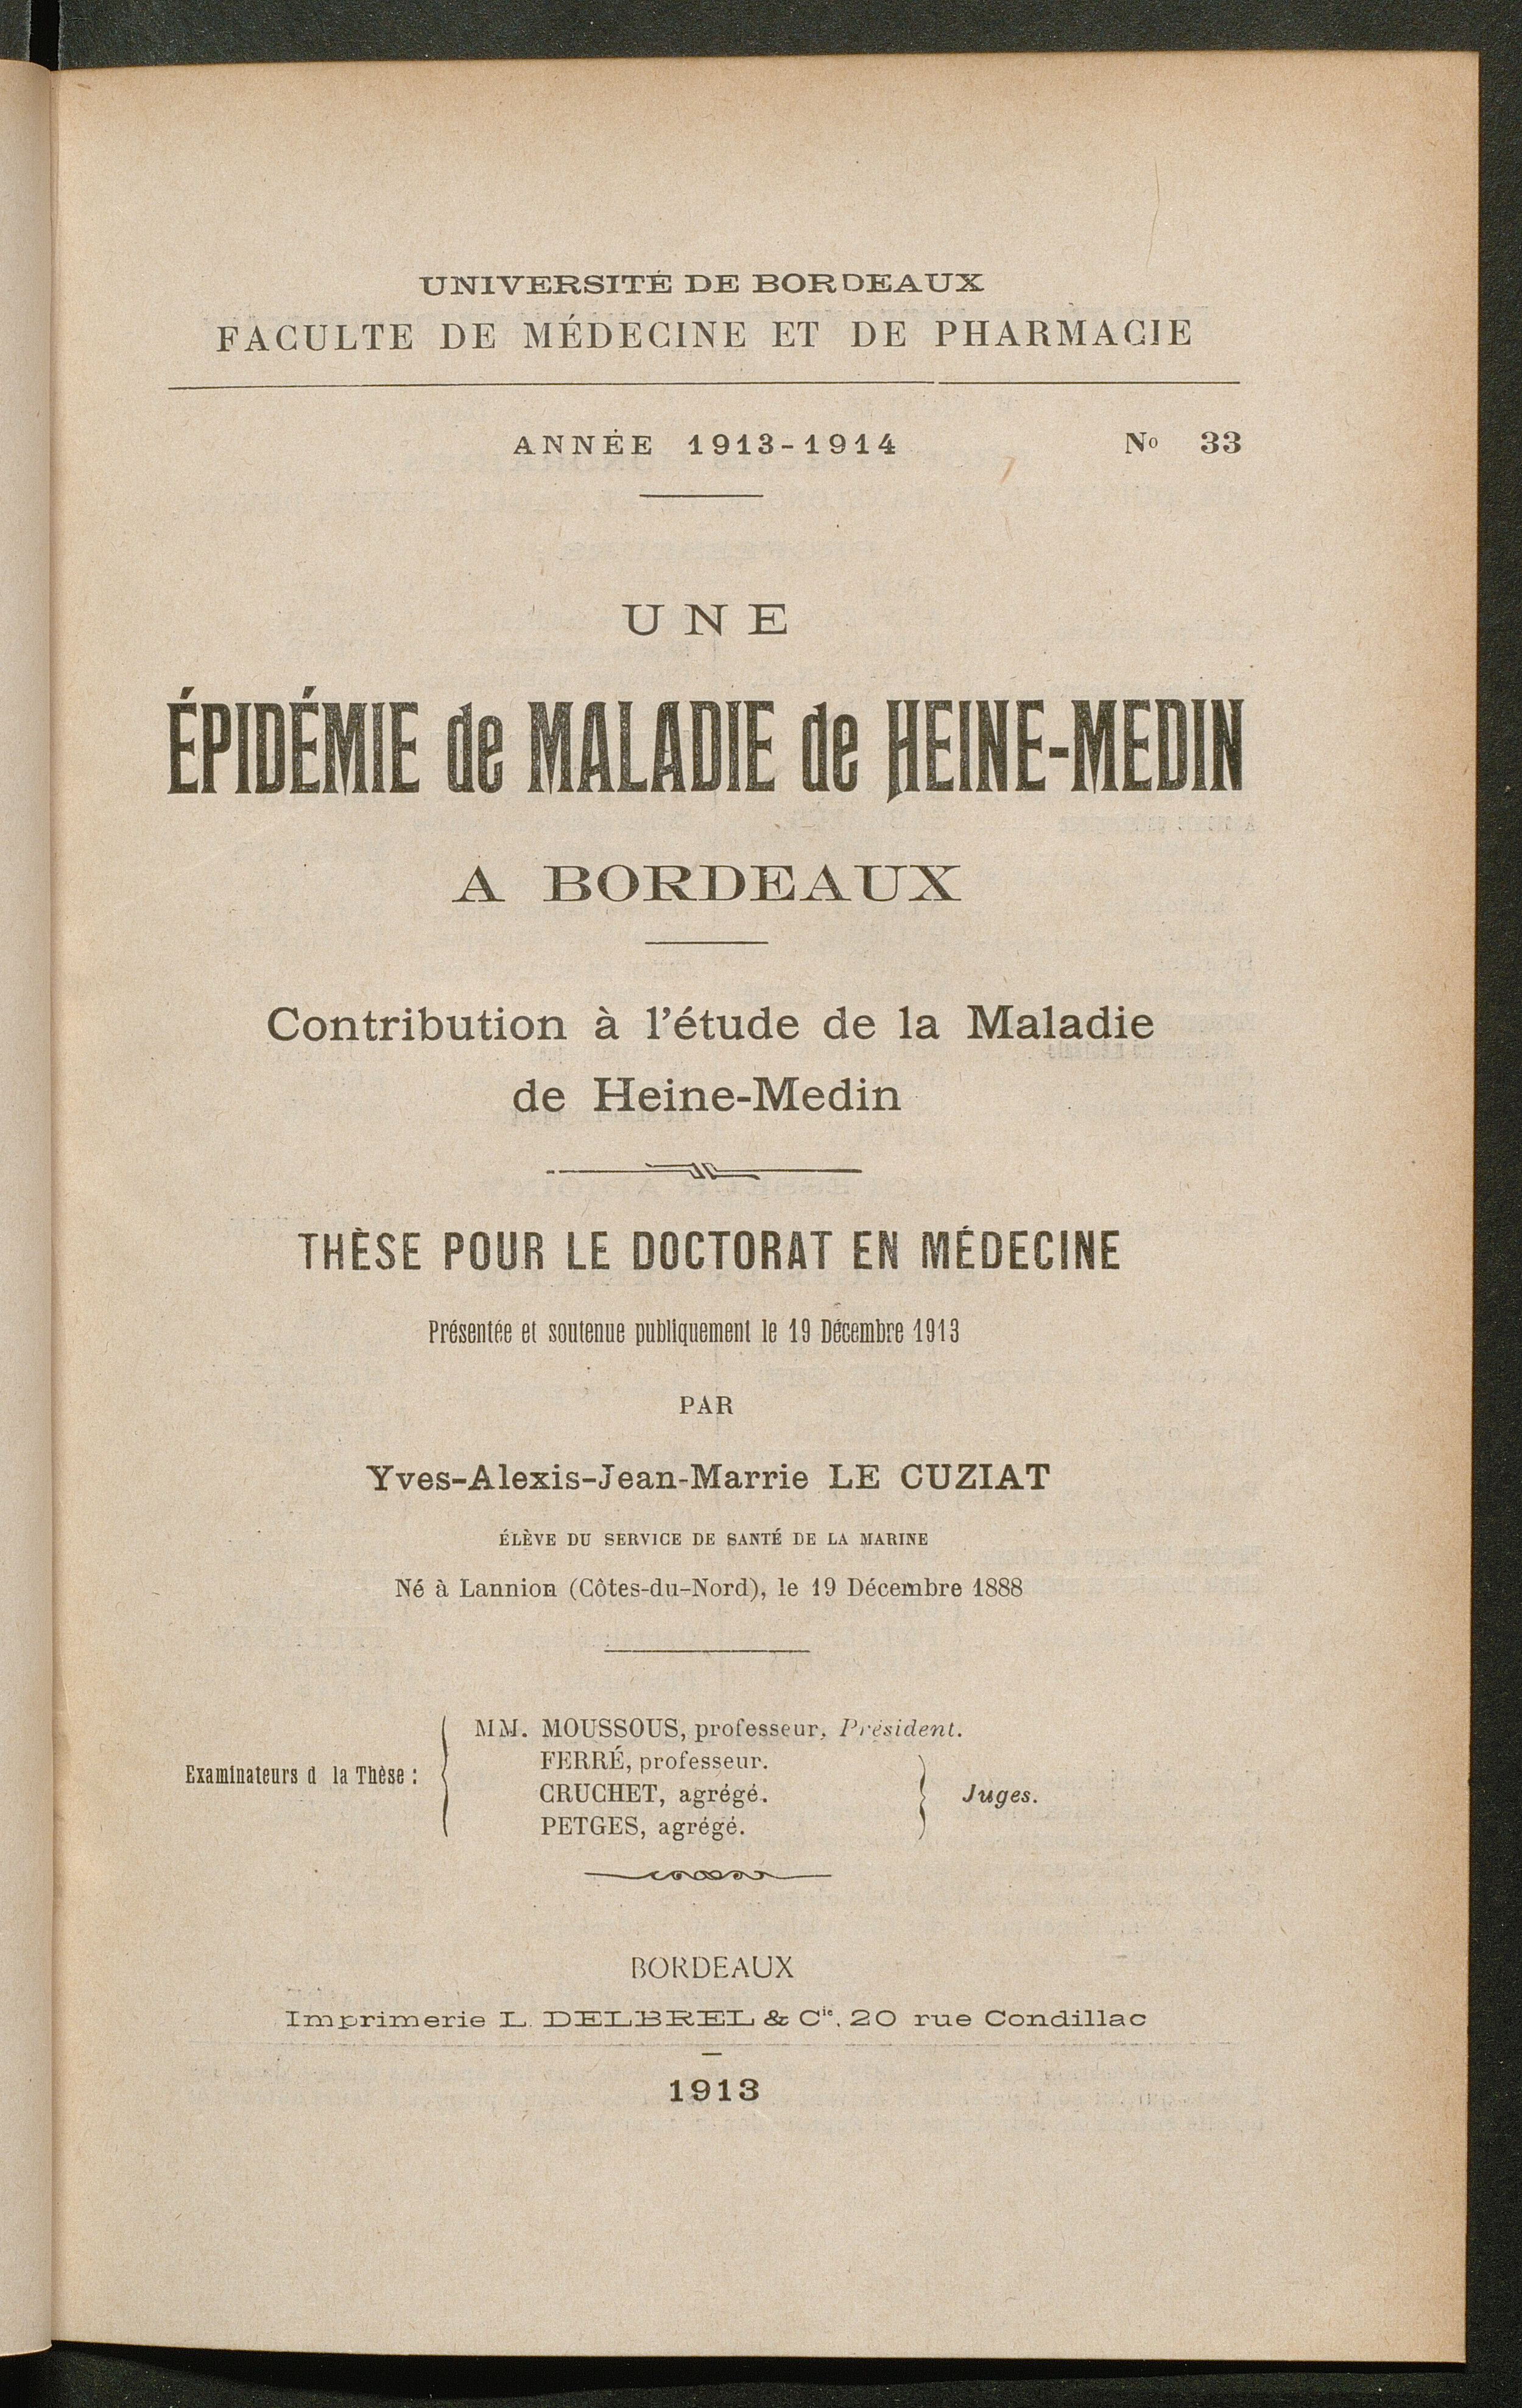 UNIVERSITÉ DE BORDEAUX
FACULTE DE MÉDECINE ET DE PHARMACIE
ANNÉE 1913-1914 Nº 33
UNE
ÉPIDÉMIE de MALADIE de HEINE-MEDIN
A BORDEAUX
Contribution à l'étude de la Maladie
de Heine-Medin
THÈSE POUR LE DOCTORAT EN MÉDECINE
Présentée et soutenue publiquement le 19 Décembre 1913
PAR
Yves-Alexis-Jean-Marrie LE CUZIAT
ÉLÈVE DU SERVICE DE SANTÉ DE LA MARINE
Né à Lannion (Côtes-du-Nord), le 19 Décembre 1888
MM. MOUSSOUS, professeur, Président.
FERRÉ, professeur.
Examinateurs d la Thèse :
CRUCHET, agrégé. Juges.
PETGES, agrégé.
BORDEAUX
Imprimerie L. DELBREL & Cie, 20 rue Condillac
1913